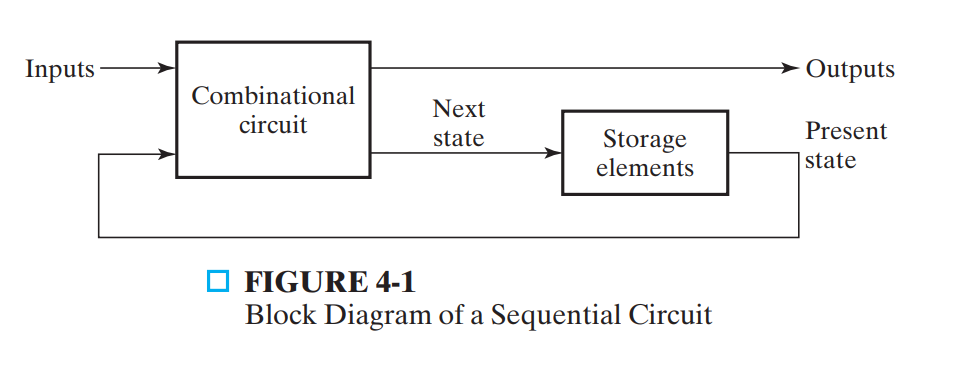 Inputs
Combinational
circuit
Next
state
Storage
elements
Outputs
Present
state
FIGURE 4-1
Block Diagram of a Sequential Circuit